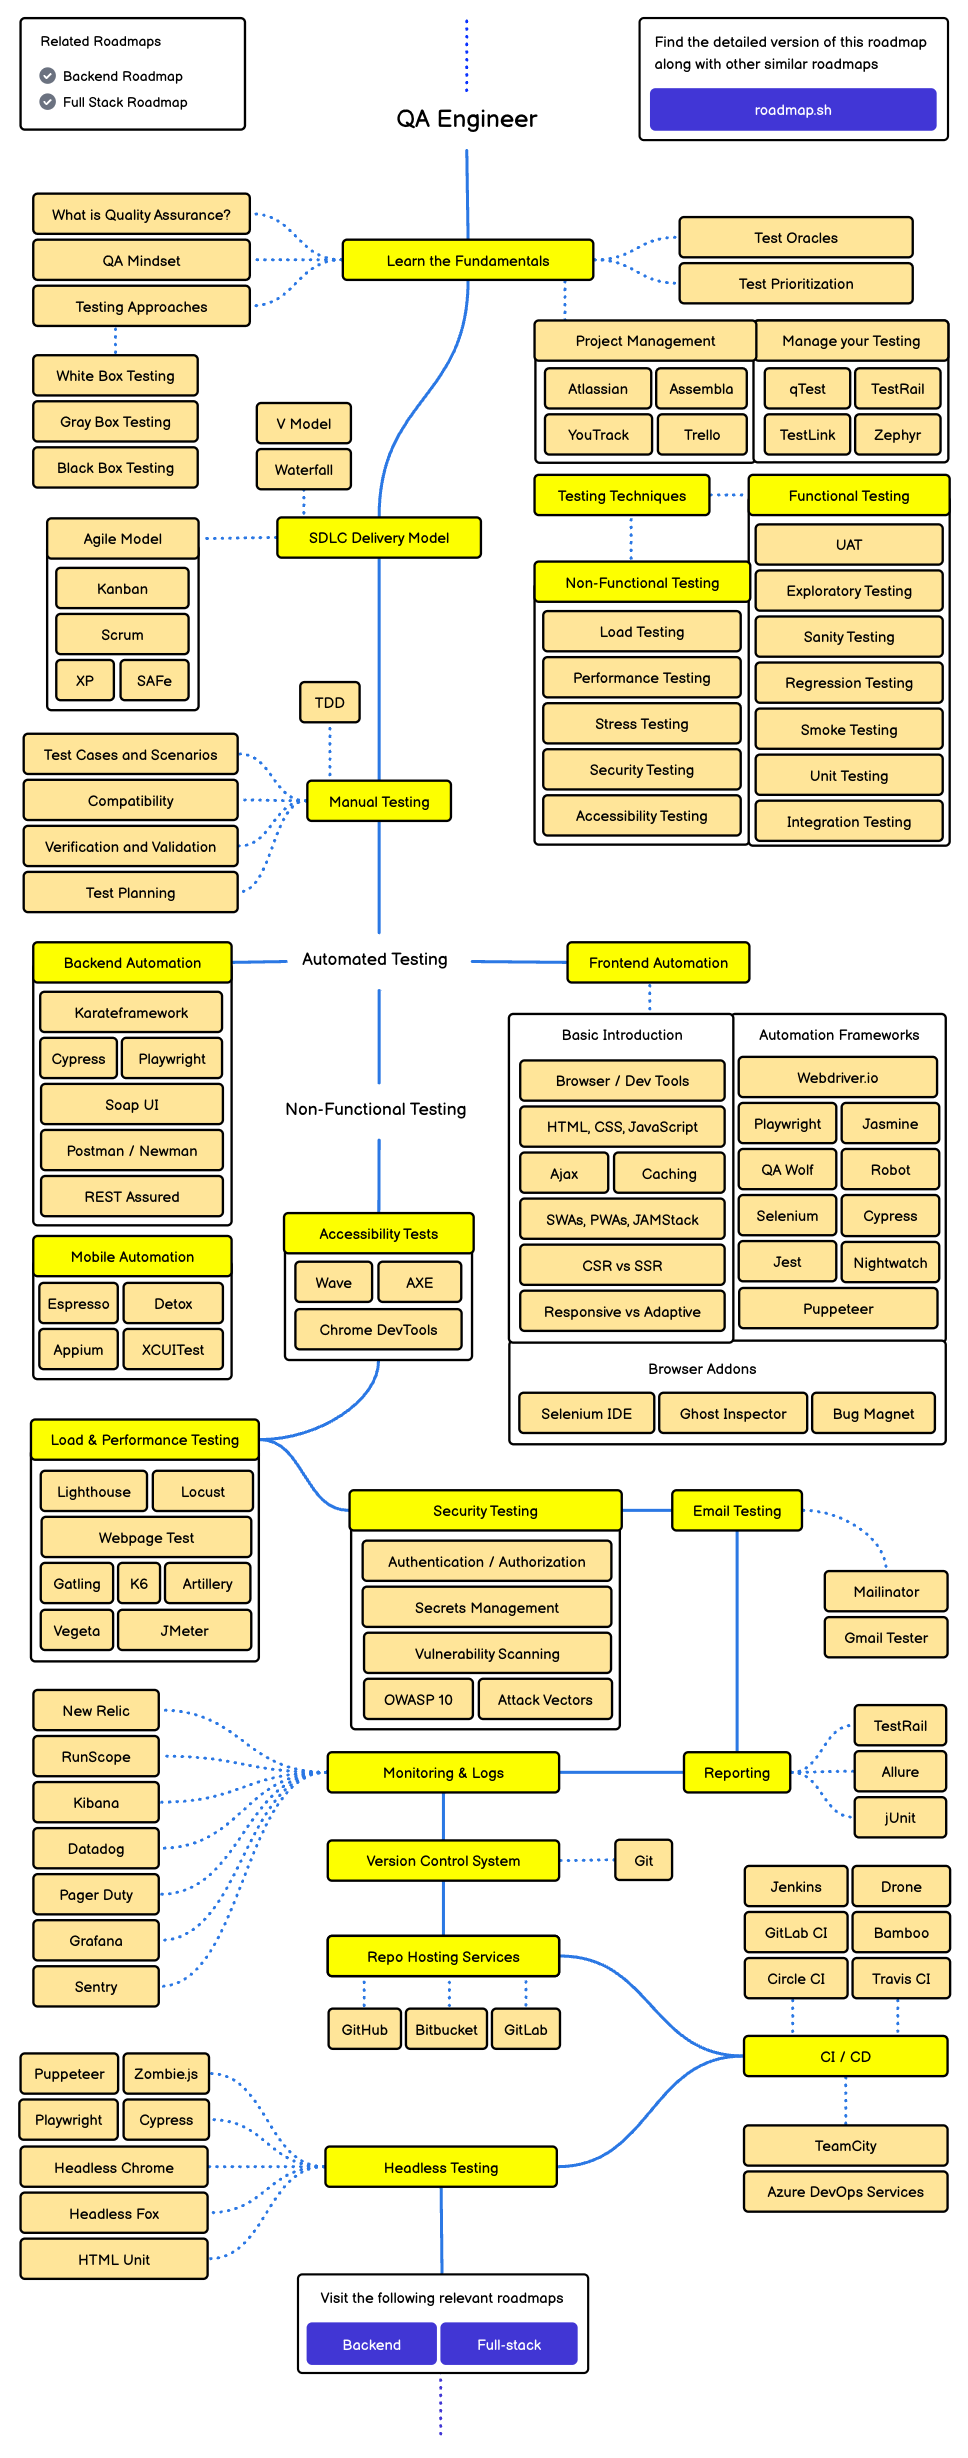 Related Roadmaps
Backend Roadmap
Full Stack Roadmap
QA Engineer
Find the detailed version of this roadmap
along with other similar roadmaps
roadmap.sh
What is Quality Assurance?
QA Mindset
Testing Approaches
Learn the Fundamentals
Test Oracles
Test Prioritization
White Box Testing
Gray Box Testing
Black Box Testing
Project Management
Atlassian
Assembla
YouTrack
Trello
Manage your Testing
qTest
TestRail
TestLink
Zephyr
V Model
Waterfall
SDLC Delivery Model
Agile Model
Kanban
Scrum
XP
SAFe
Testing Techniques
Functional Testing
UAT
Exploratory Testing
Sanity Testing
Regression Testing
Smoke Testing
Unit Testing
Integration Testing
Non-Functional Testing
Load Testing
Performance Testing
Stress Testing
Security Testing
Accessibility Testing
TDD
Manual Testing
Test Cases and Scenarios
Compatibility
Verification and Validation
Test Planning
Automated Testing
Backend Automation
Karateframework
Cypress
Playwright
Soap UI
Postman / Newman
REST Assured
Mobile Automation
Espresso
Detox
Appium
XCUITest
Frontend Automation
Basic Introduction
Browser / Dev Tools
HTML, CSS, JavaScript
Ajax
Caching
SWAs, PWAs, JAMStack
CSR vs SSR
Responsive vs Adaptive
Automation Frameworks
Webdriver.io
Playwright
Jasmine
QA Wolf
Robot
Selenium
Cypress
Jest
Nightwatch
Puppeteer
Browser Addons
Selenium IDE
Ghost Inspector
Bug Magnet
Non-Functional Testing
Accessibility Tests
Wave
AXE
Chrome DevTools
Load & Performance Testing
Lighthouse
Locust
Webpage Test
Gatling
K6
Artillery
Vegeta
JMeter
Security Testing
Authentication / Authorization
Secrets Management
Vulnerability Scanning
OWASP 10
Attack Vectors
Email Testing
Mailinator
Gmail Tester
Reporting
TestRail
Allure
jUnit
Monitoring & Logs
New Relic
RunScope
Kibana
Datadog
Pager Duty
Grafana
Sentry
Version Control System
Git
Repo Hosting Services
GitHub
Bitbucket
GitLab
Jenkins
Drone
GitLab CI
Bamboo
Circle CI
Travis CI
CI / CD
TeamCity
Azure DevOps Services
Headless Testing
Puppeteer
Zombie.js
Playwright
Cypress
Headless Chrome
Headless Fox
HTML Unit
Visit the following relevant roadmaps
Backend
Full-stack